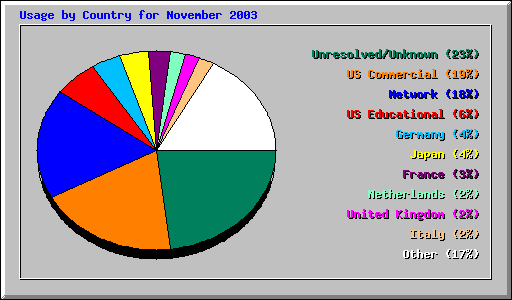 Usage by Country for November 2003
Unresolved/Unknown (23%)
US Commercial (19%)
Network (18%)
US Educational (6%)
Germany (4%)
Japan (4%)
France (3%)
Netherlands (2%)
United Kingdom (2%)
Italy (2%)
Other (17%)